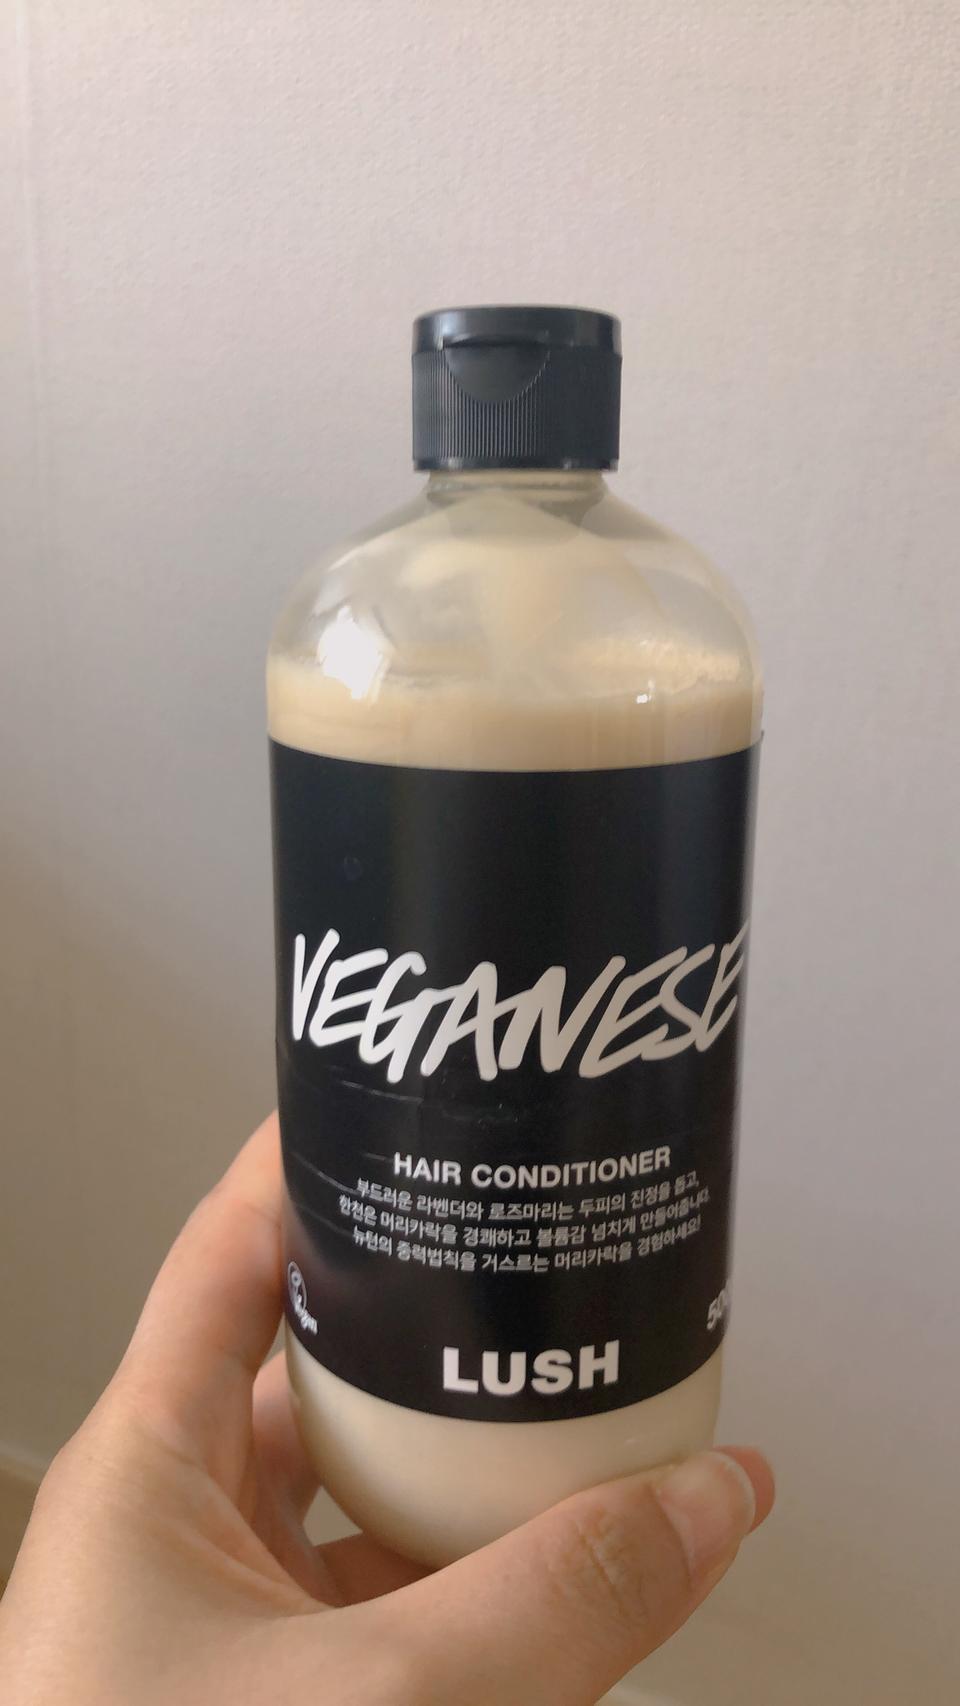 VEGANESE
HAIR CONDITIONER
부드러운 라벤더와 로즈마리는 두피의 진정을 돕고,
한천은 머리카락을 경쾌하고 볼륨감 넘치게 만들어줍니다.
뉴턴의 중력법칙을 거스르는 머리카락을 경험하세요!
LUSH